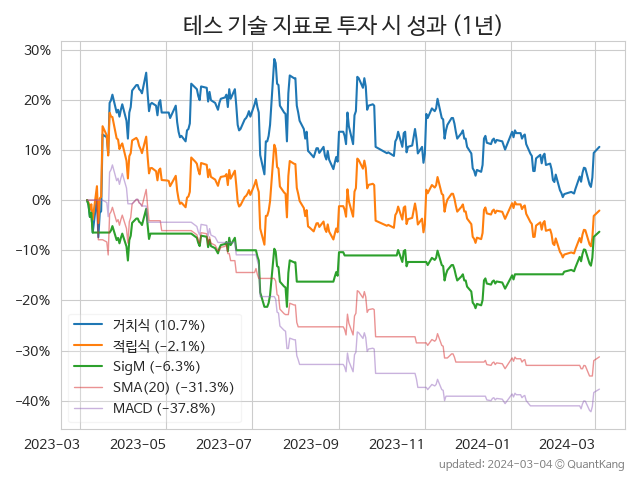 테스 기술 지표로 투자 시 성과 (1년)
30%
20%
10%
0%
−10%
−20%
−30%
−40%
거치식 (10.7%)
적립식 (−2.1%)
SigM (−6.3%)
SMA(20) (−31.3%)
MACD (−37.8%)
2023-03 2023-05 2023-07 2023-09 2023-11 2024-01 2024-03
updated: 2024-03-04 © QuantKang